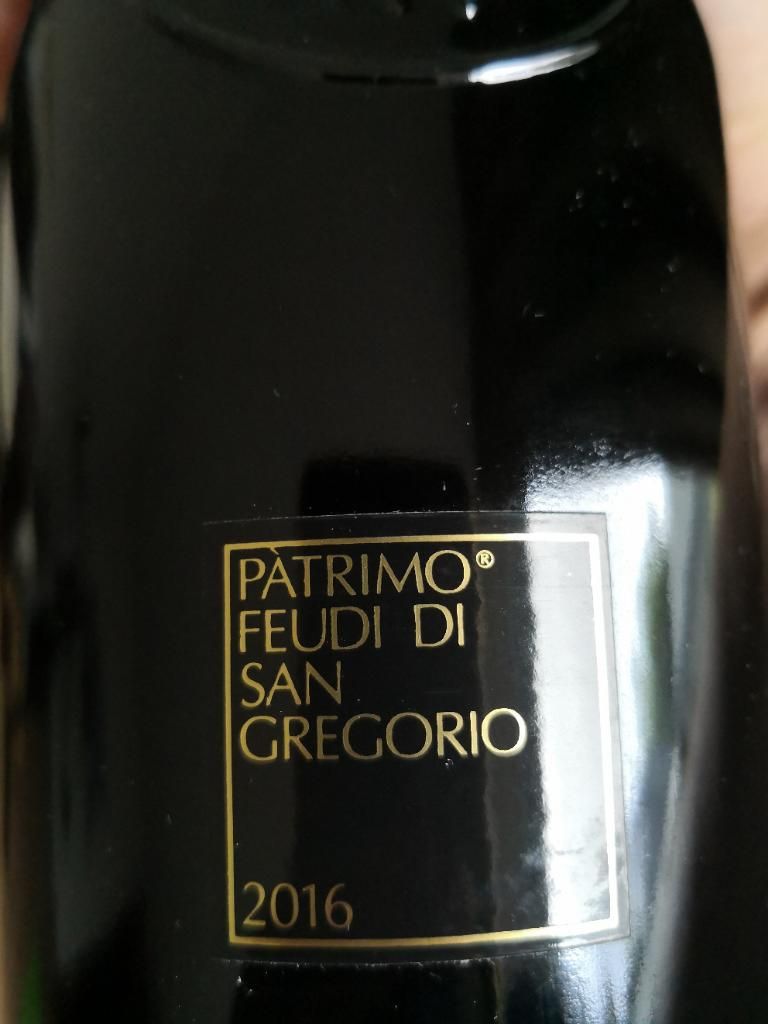 PÀTRIMO®
FEUDI DI
SAN
GREGORIO
2016